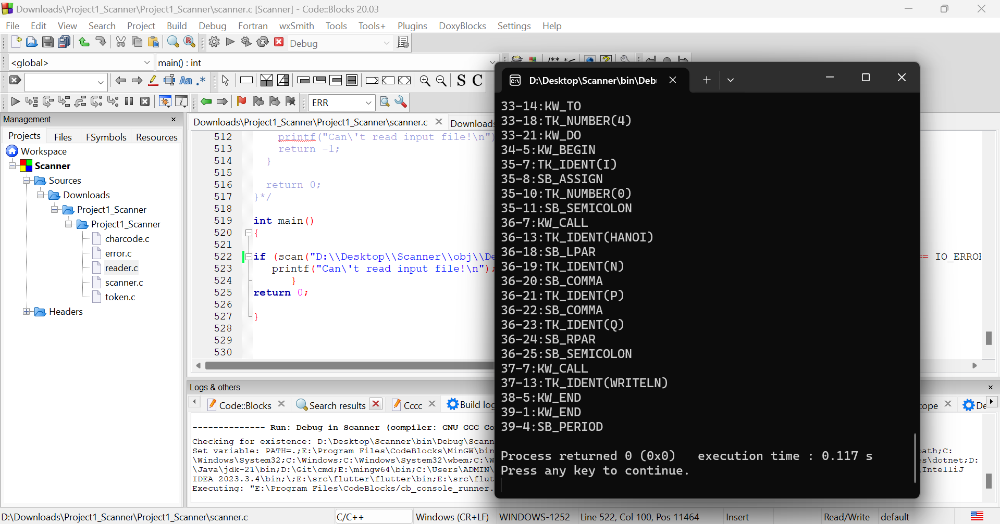 Downloads\Project1_Scanner\Project1_Scanner\scanner.c [Scanner] - Code::Blocks 20.03
File Edit View Search Project Build Debug Fortran wxSmith Tools Tools+ Plugins DoxyBlocks Settings Help
Debug
<global>
main() : int
/** *<
S C
ERR
Management
Projects Files FSymbols Resources
Workspace
Scanner
Sources
Downloads
Project1_Scanner
Project1_Scanner
charcode.c
error.c
reader.c
scanner.c
token.c
Headers
Downloads\Project1_Scanner\Project1_Scanner\scanner.c
Downloads
512 printf("Can\'t read input file!\n")
513 return -1;
514 }
515
516 return 0;
517 }*/
518
519 int main()
520 {
521
522 if (scan("D:\\Desktop\\Scanner\\obj\\De == IO_ERROR
523 printf("Can\'t read input file!\n");
524 }
525 return 0;
526
527 }
528
529
530
Logs & others
Code::Blocks Search results Cccc Build log
ope De
-------------- Run: Debug in Scanner (compiler: GNU GCC Co
Checking for existence: D:\Desktop\Scanner\bin\Debug\Scann
Set variable: PATH=.;E:\Program Files\CodeBlocks\MinGW\bin ath;C:
\Windows\System32;C:\Windows;C:\Windows\System32\wbem;C:\W s\dotnet;D:
\Java\jdk-21\bin;D:\Git\cmd;E:\mingw64\bin;C:\Users\ADMIN\ \IntelliJ
IDEA 2023.3.4\bin;\;E:\src\flutter\flutter\bin;E:\src\flut
Executing: "E:\Program Files\CodeBlocks/cb_console_runner.
D:\Desktop\Scanner\bin\Deb
33-14:KW_TO
33-18:TK_NUMBER(4)
33-21:KW_DO
34-5:KW_BEGIN
35-7:TK_IDENT(I)
35-8:SB_ASSIGN
35-10:TK_NUMBER(0)
35-11:SB_SEMICOLON
36-7:KW_CALL
36-13:TK_IDENT(HANOI)
36-18:SB_LPAR
36-19:TK_IDENT(N)
36-20:SB_COMMA
36-21:TK_IDENT(P)
36-22:SB_COMMA
36-23:TK_IDENT(Q)
36-24:SB_RPAR
36-25:SB_SEMICOLON
37-7:KW_CALL
37-13:TK_IDENT(WRITELN)
38-5:KW_END
39-1:KW_END
39-4:SB_PERIOD
Process returned 0 (0x0) execution time : 0.117 s
Press any key to continue.
D:\Downloads\Project1_Scanner\Project1_Scanner\scanner.c C/C++ Windows (CR+LF) WINDOWS-1252 Line 522, Col 100, Pos 11464 Insert Read/Write default